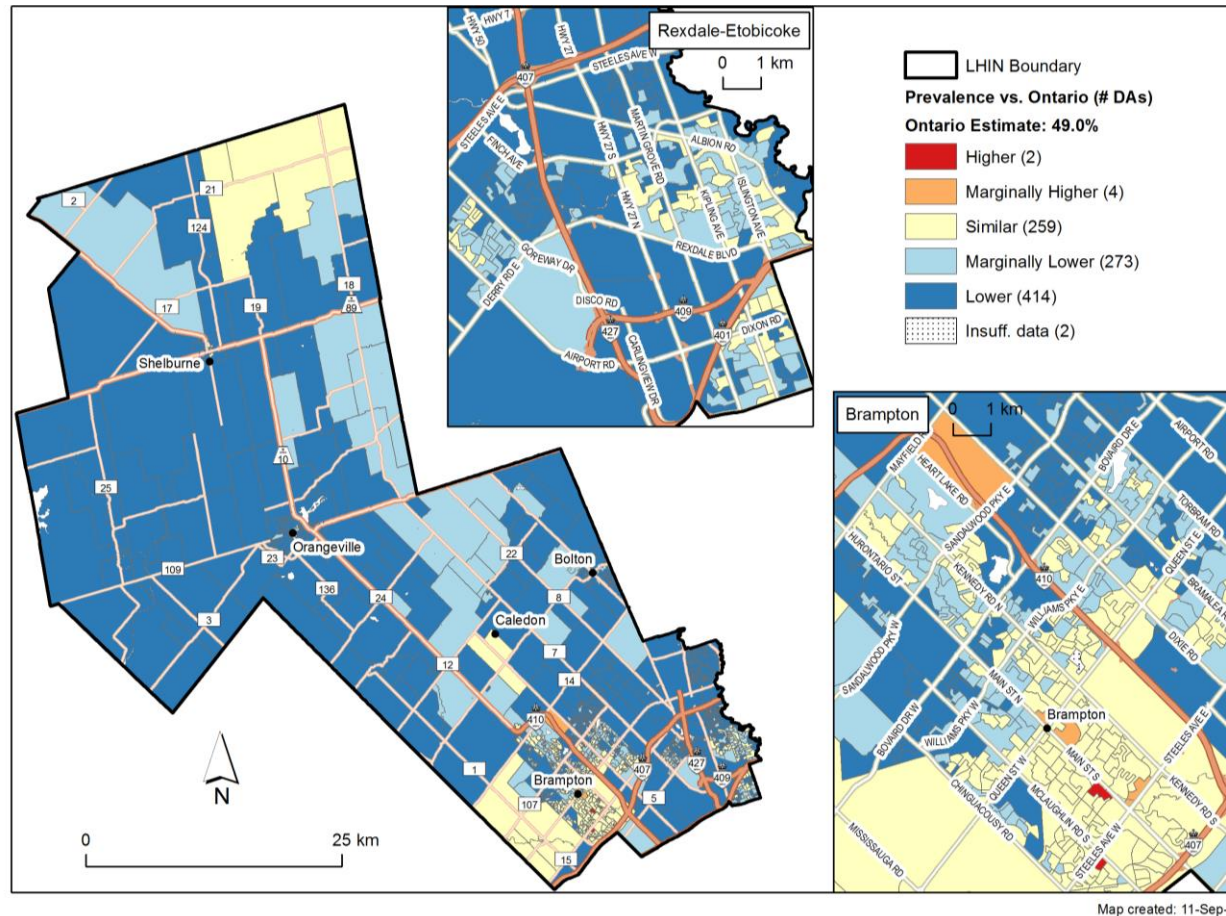 Rexdale-Etobicoke
0 1 km
HWY 7
HWY 50
HWY 27
STEELES AVE W
407
STEELES AVE E
FINCH AVE
HWY 27 S
MARTIN GROVE RD
ALBION RD
KIPLING AVE
ISLINGTON AVE
HWY 27 N
REXDALE BLVD
GOREWAY DR
DERRY RD E
DISCO RD
409
427
401
DIXON RD
AIRPORT RD
CARLINGVIEW DR
LHIN Boundary
Prevalence vs. Ontario (# DAs)
Ontario Estimate: 49.0%
Higher (2)
Marginally Higher (4)
Similar (259)
Marginally Lower (273)
Lower (414)
Insuff. data (2)
2
21
124
17
19
18
89
Shelburne
10
25
Orangeville
23
109
136
3
24
22
Bolton
8
Caledon
12
7
14
410
1
Brampton
107
407
427
409
5
15
N
0 25 km
Brampton
0 1 km
MAYFIELD
HEART LAKE RD
BOVAIRD DR E
AIRPORT RD
SANDALWOOD PKY E
TORBRAM RD
HURONTARIO ST
KENNEDY RD N
410
QUEEN ST E
BRAMALEA
WILLIAMS PKY E
DIXIE RD
SANDALWOOD PKY W
MAIN ST N
BOVAIRD DR W
WILLIAMS PKY W
Brampton
STEELES AVE E
QUEEN ST W
MAIN ST S
CHINGUACOUSY RD
MCLAUGHLIN RD S
KENNEDY RD S
MISSISSAUGA RD
STEELES AVE W
407
Map created: 11-Sep-